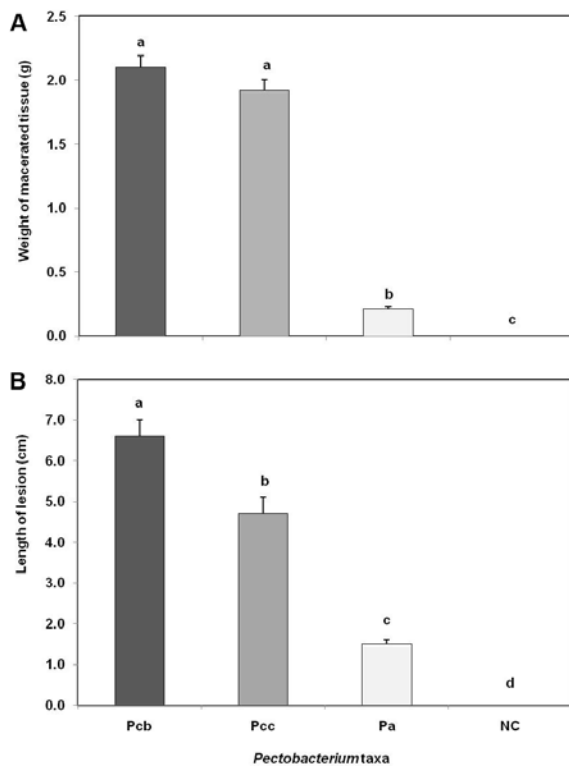 A
Weight of macerated tissue (g)
2.5
2.0
1.5
1.0
0.5
0.0
a
a
b
c
B
Length of lesion (cm)
8.0
7.0
6.0
5.0
4.0
3.0
2.0
1.0
0.0
a
b
c
d
Pcb Pcc Pa NC
Pectobacterium taxa